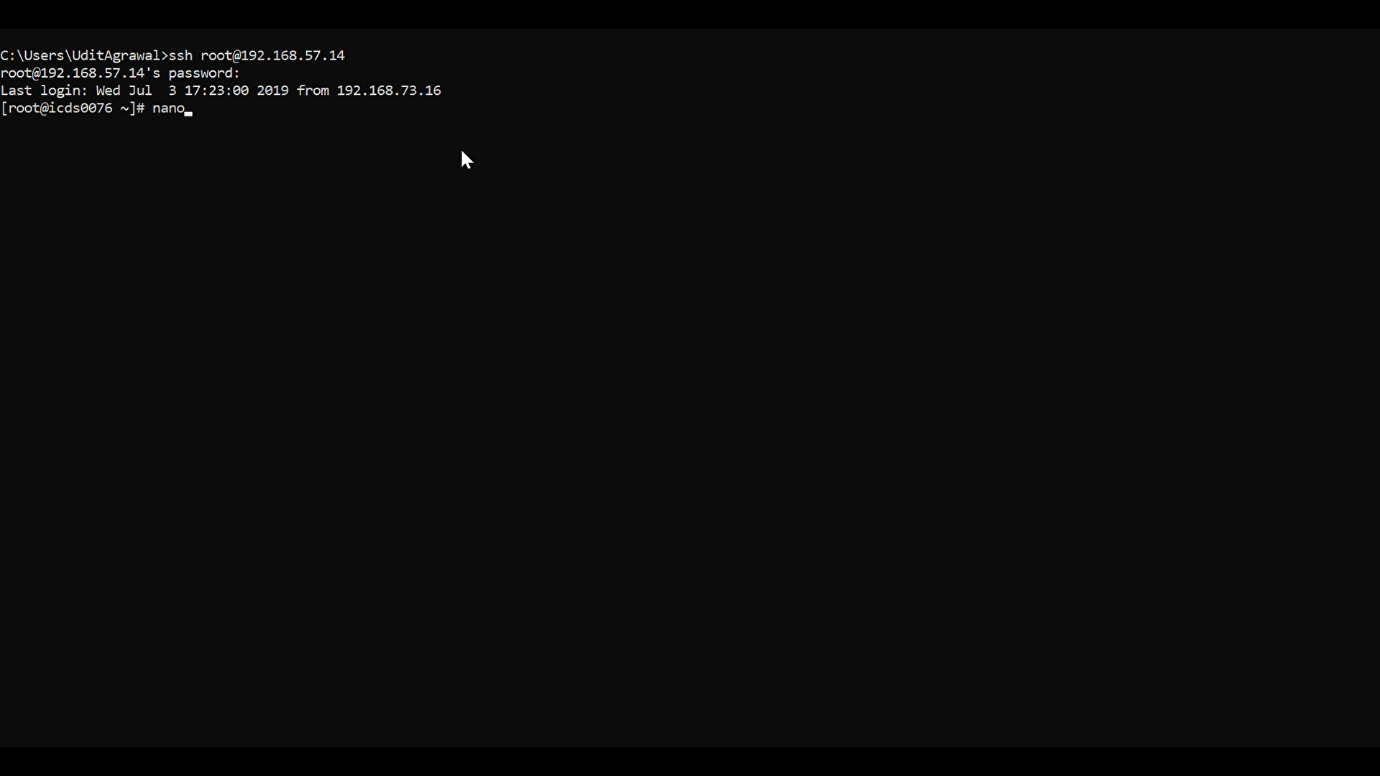 C:\Users\UditAgrawal>ssh root@192.168.57.14
root@192.168.57.14's password:
Last login: Wed Jul  3 17:23:00 2019 from 192.168.73.16
[root@icds0076 ~]# nano